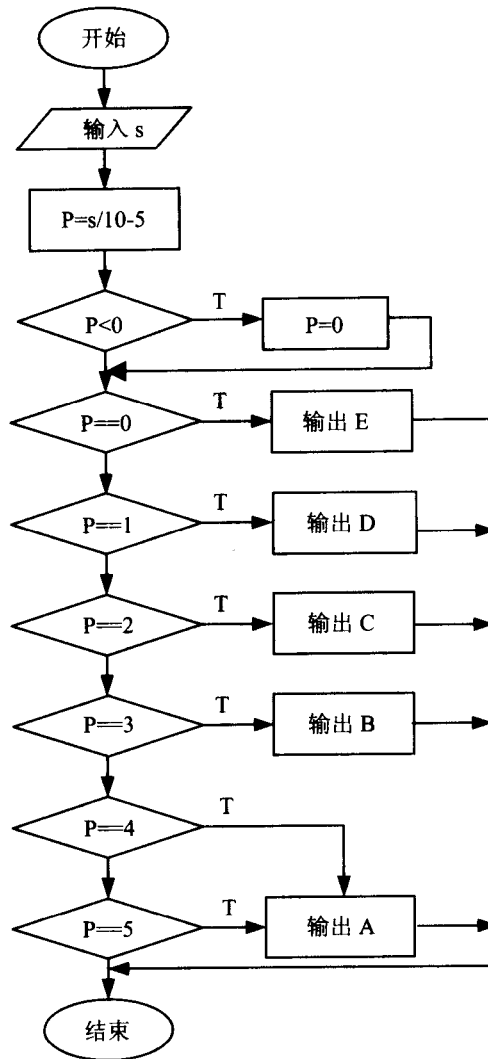 开始
输入 s
P=s/10-5
P<0
T
P=0
P==0
T
输出 E
P==1
T
输出 D
P==2
T
输出 C
P==3
T
输出 B
P==4
T
P==5
T
输出 A
结束